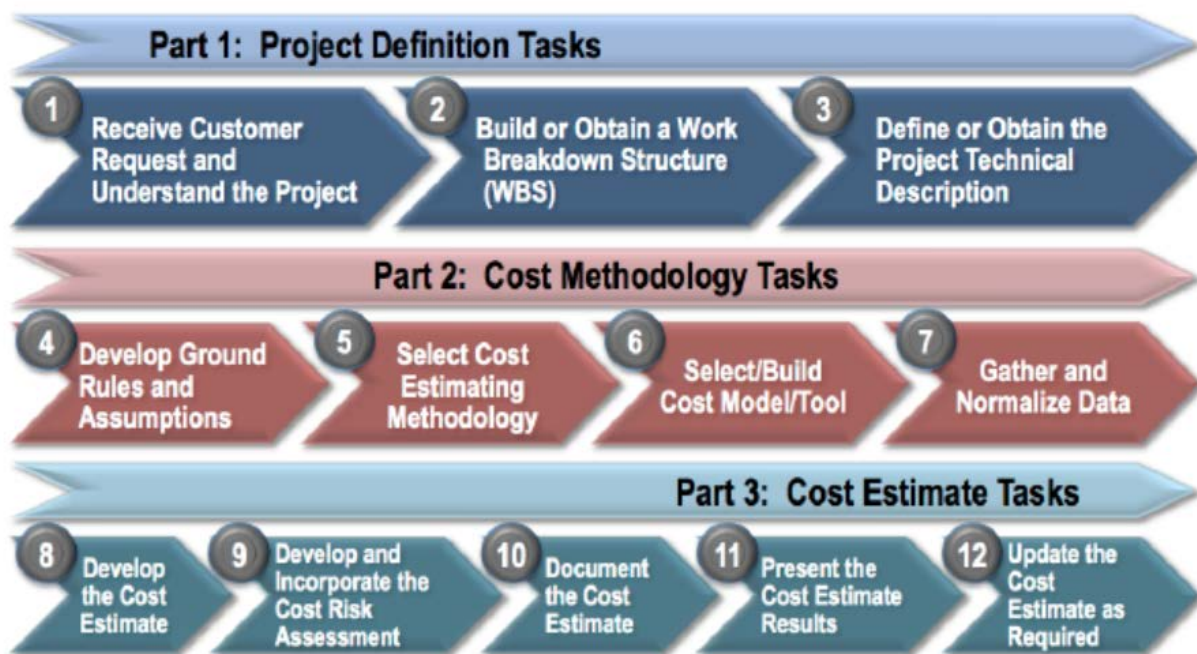 Part 1: Project Definition Tasks
1
Receive Customer
Request and
Understand the Project
2
Build or Obtain a Work
Breakdown Structure
(WBS)
3
Define or Obtain the
Project Technical
Description
Part 2: Cost Methodology Tasks
4
Develop Ground
Rules and
Assumptions
5
Select Cost
Estimating
Methodology
6
Select/Build
Cost Model/Tool
7
Gather and
Normalize Data
Part 3: Cost Estimate Tasks
8
Develop
the Cost
Estimate
9
Develop and
Incorporate the
Cost Risk
Assessment
10
Document
the Cost
Estimate
11
Present the
Cost Estimate
Results
12
Update the
Cost
Estimate as
Required